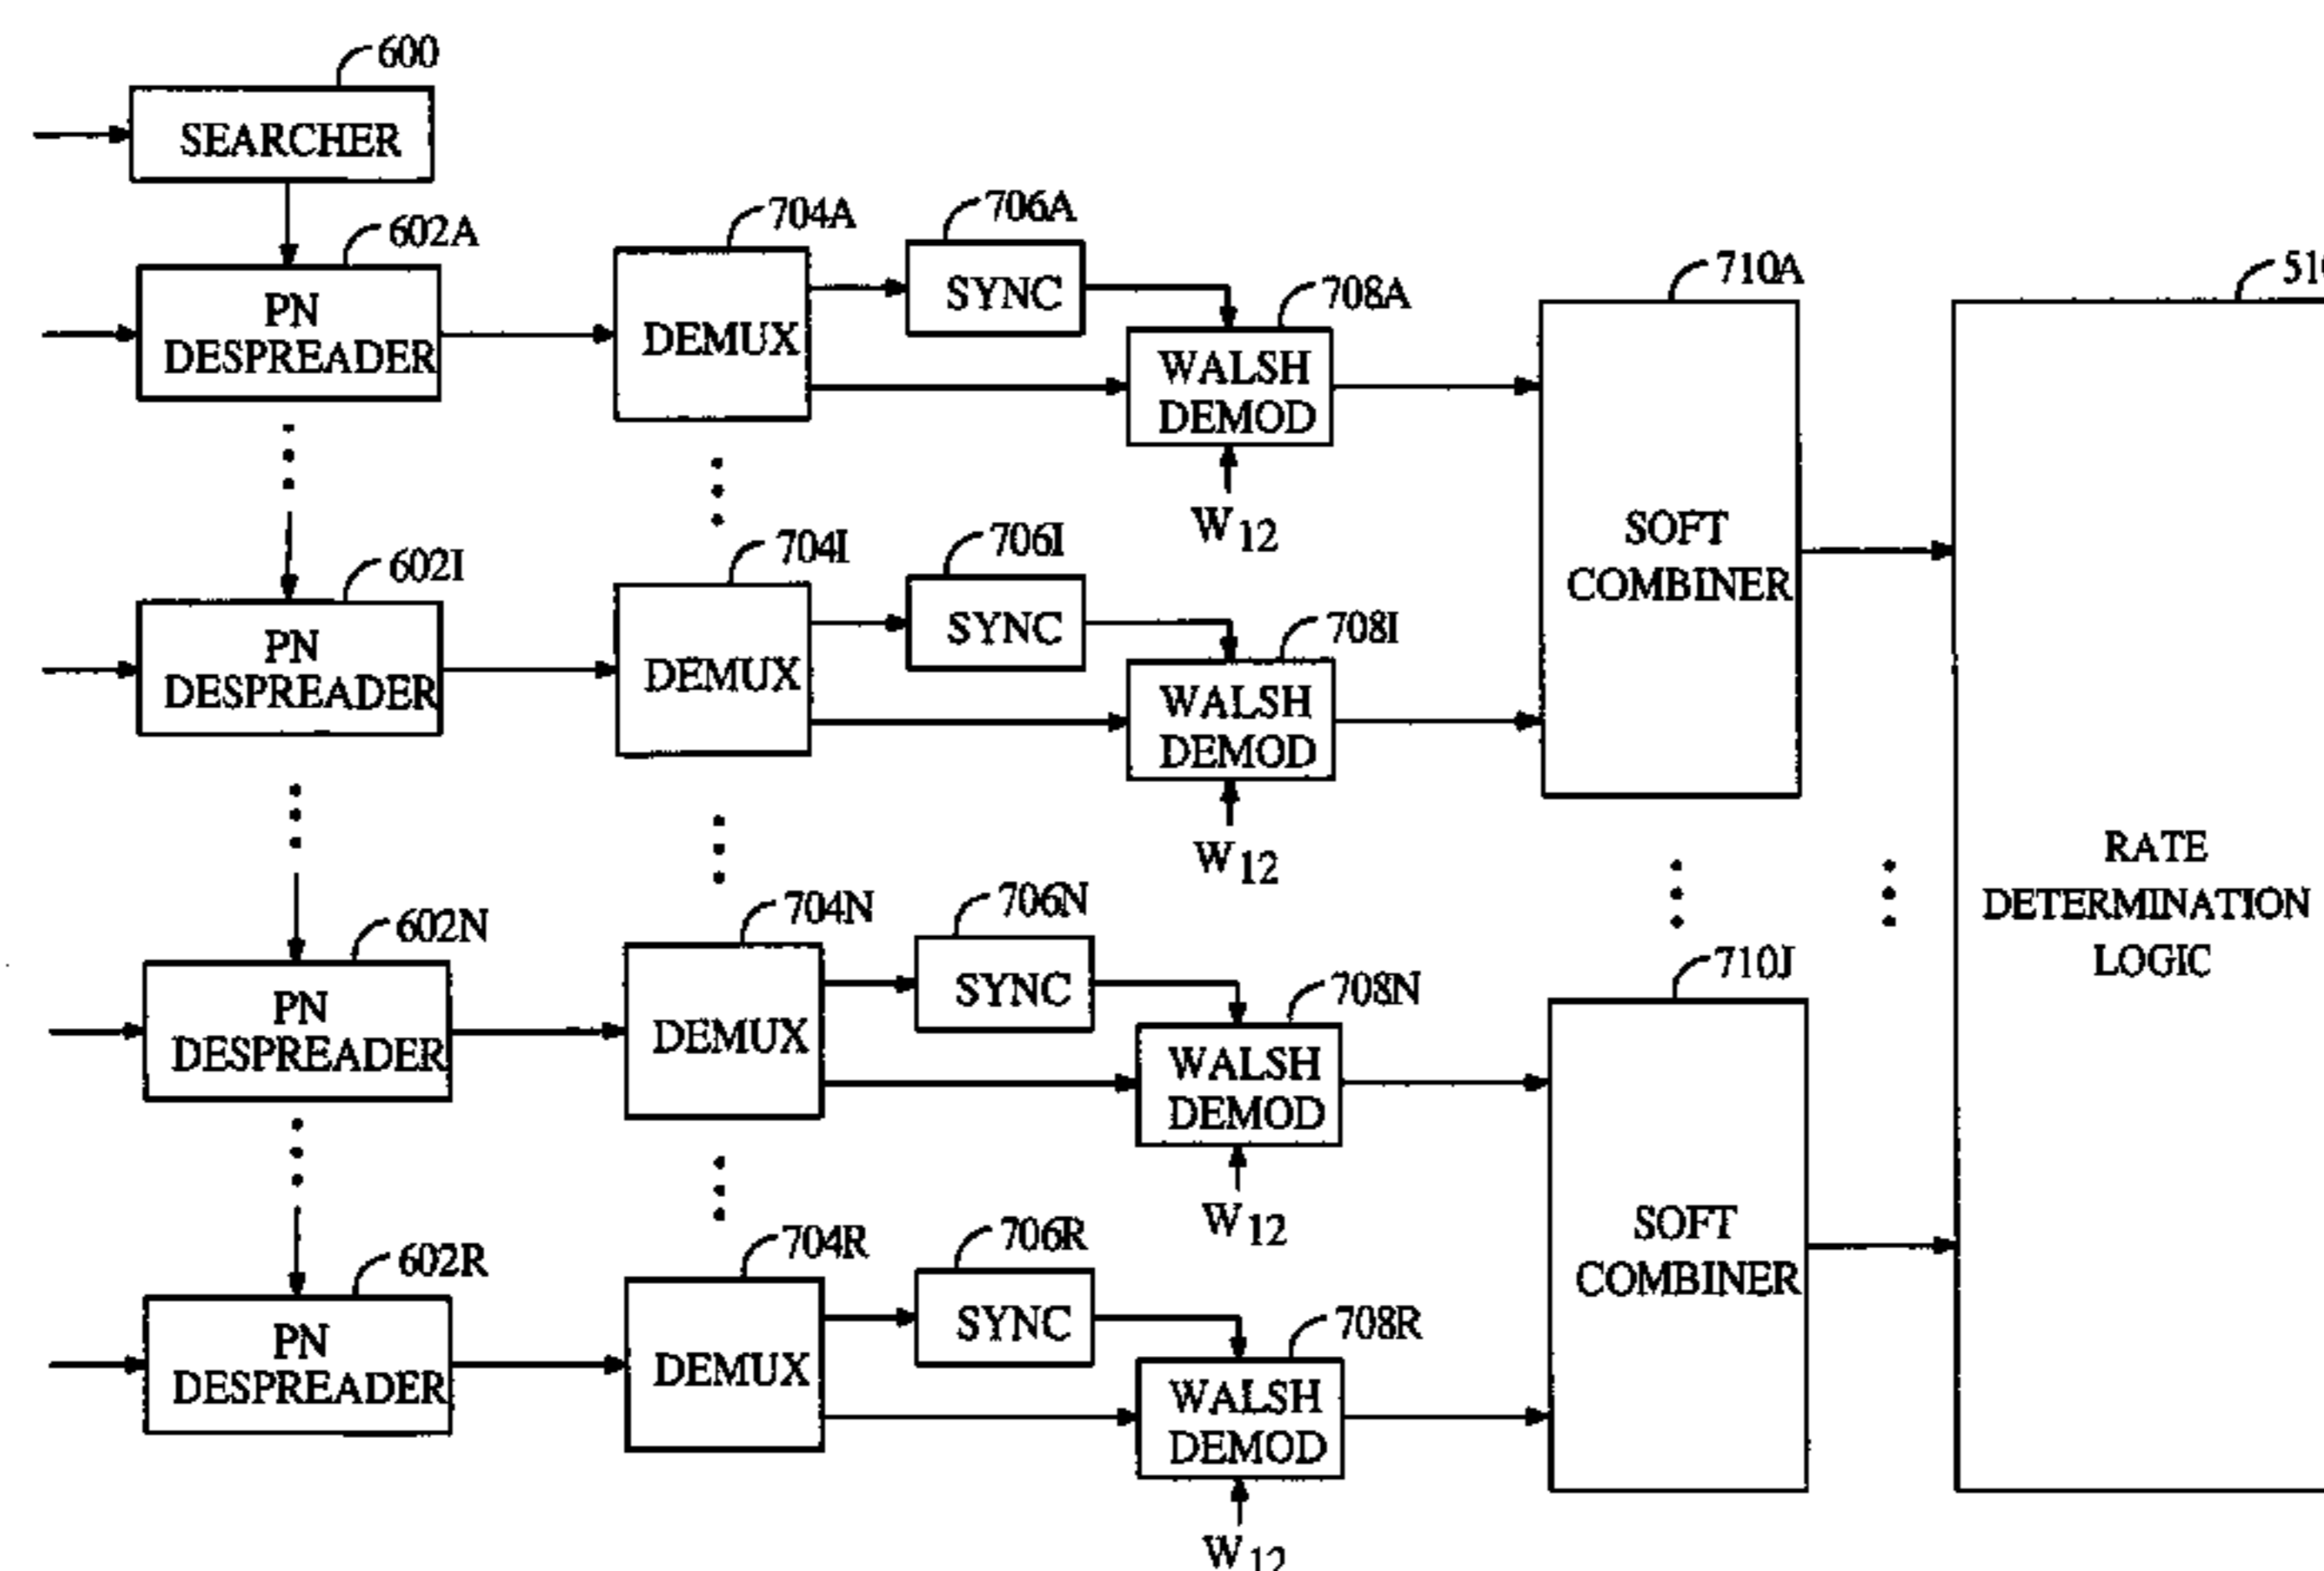 600
SEARCHER
602A
PN
DESPREADER
704A
DEMUX
706A
SYNC
708A
WALSH
DEMOD
W12
710A
SOFT
COMBINER
602I
PN
DESPREADER
704I
DEMUX
706I
SYNC
708I
WALSH
DEMOD
W12
RATE
DETERMINATION
LOGIC
602N
PN
DESPREADER
704N
DEMUX
706N
SYNC
708N
WALSH
DEMOD
W12
710J
SOFT
COMBINER
602R
PN
DESPREADER
704R
DEMUX
706R
SYNC
708R
WALSH
DEMOD
W12